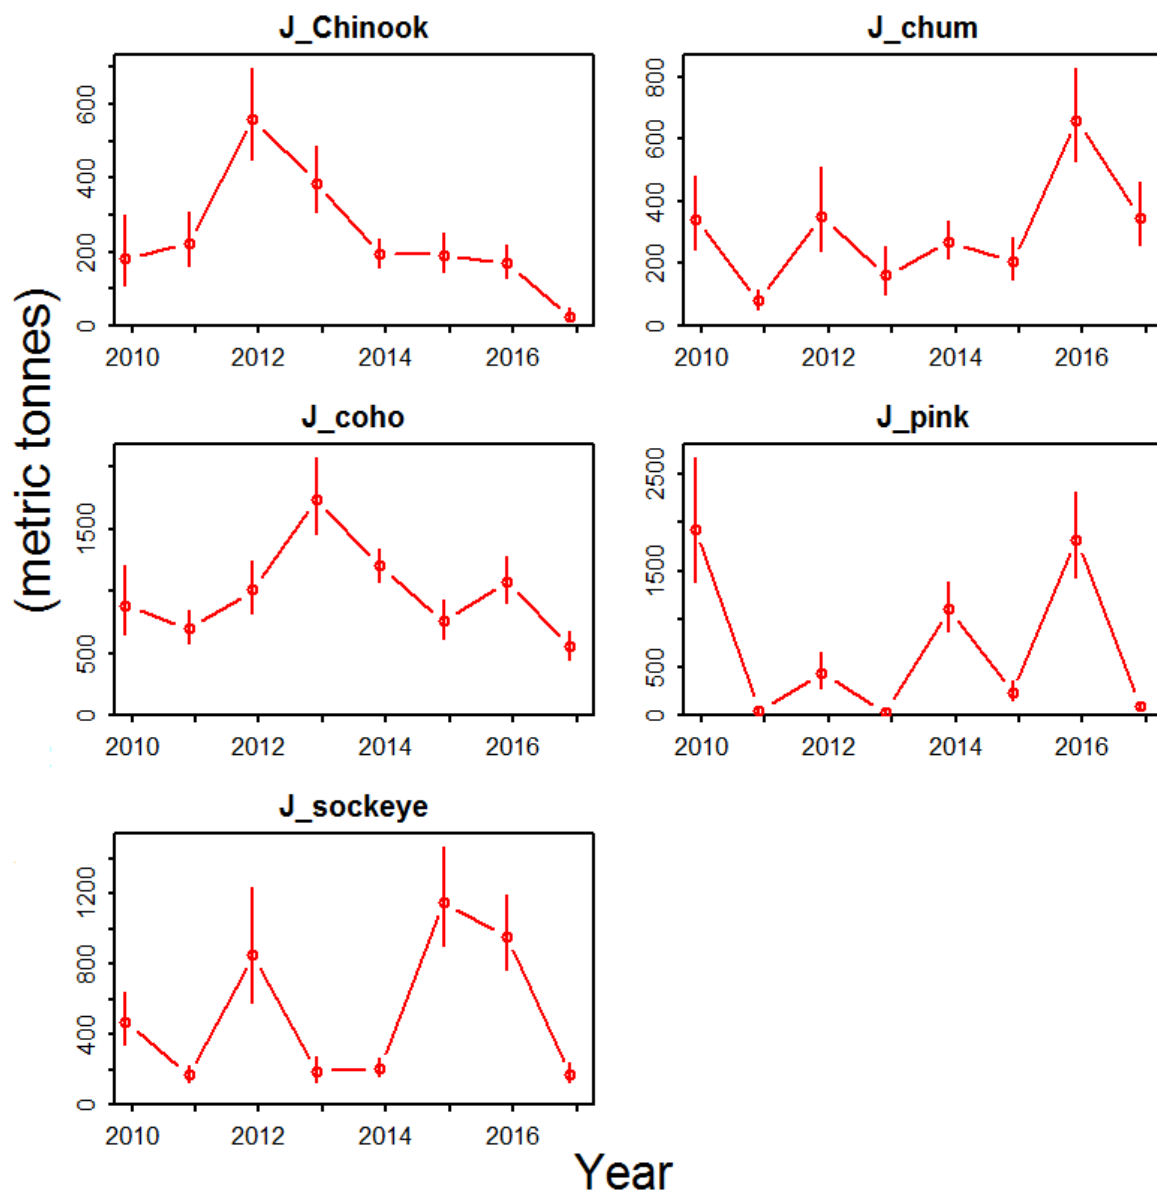 J_Chinook
0 200 400 600
2010 2012 2014 2016
J_chum
0 200 400 600 800
2010 2012 2014 2016
(metric tonnes)
J_coho
0 500 1500
2010 2012 2014 2016
J_pink
0 500 1500 2500
2010 2012 2014 2016
J_sockeye
0 400 800 1200
2010 2012 2014 2016
Year